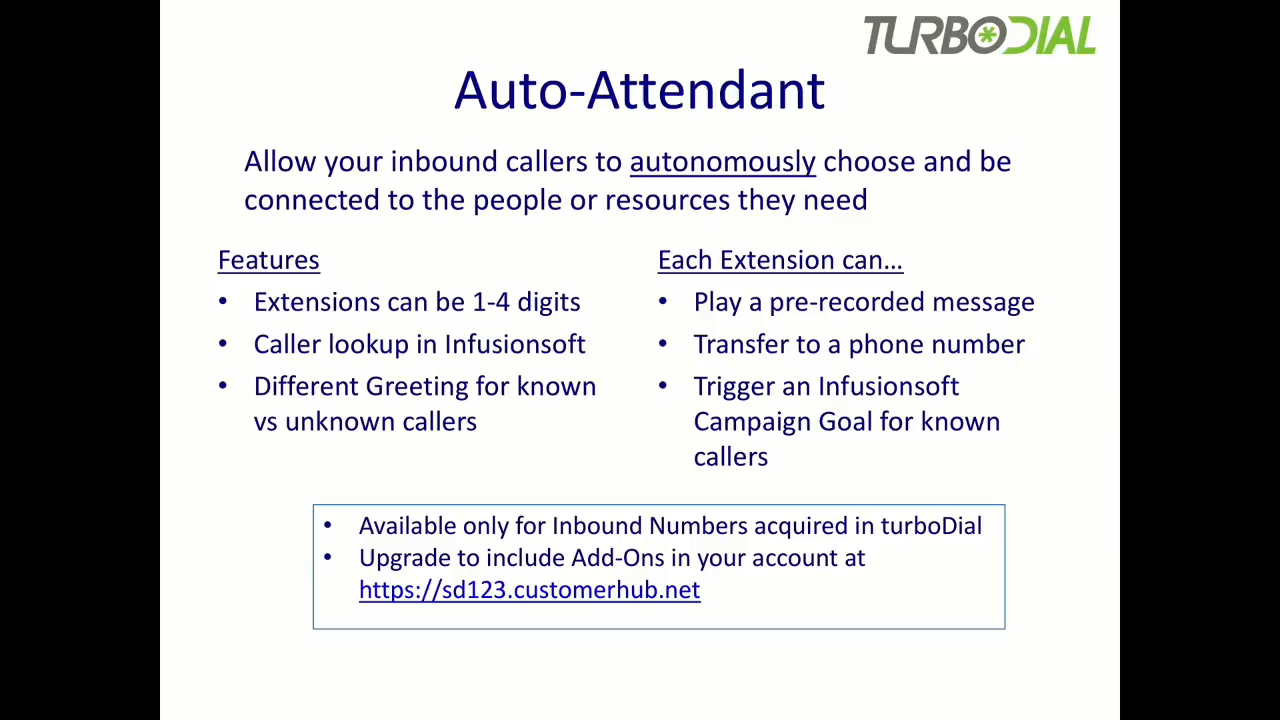 TURBODIAL
Auto-Attendant
Allow your inbound callers to autonomously choose and be
connected to the people or resources they need
Features
• Extensions can be 1-4 digits
• Caller lookup in Infusionsoft
• Different Greeting for known
vs unknown callers
Each Extension can…
• Play a pre-recorded message
• Transfer to a phone number
• Trigger an Infusionsoft
Campaign Goal for known
callers
• Available only for Inbound Numbers acquired in turboDial
• Upgrade to include Add-Ons in your account at
https://sd123.customerhub.net